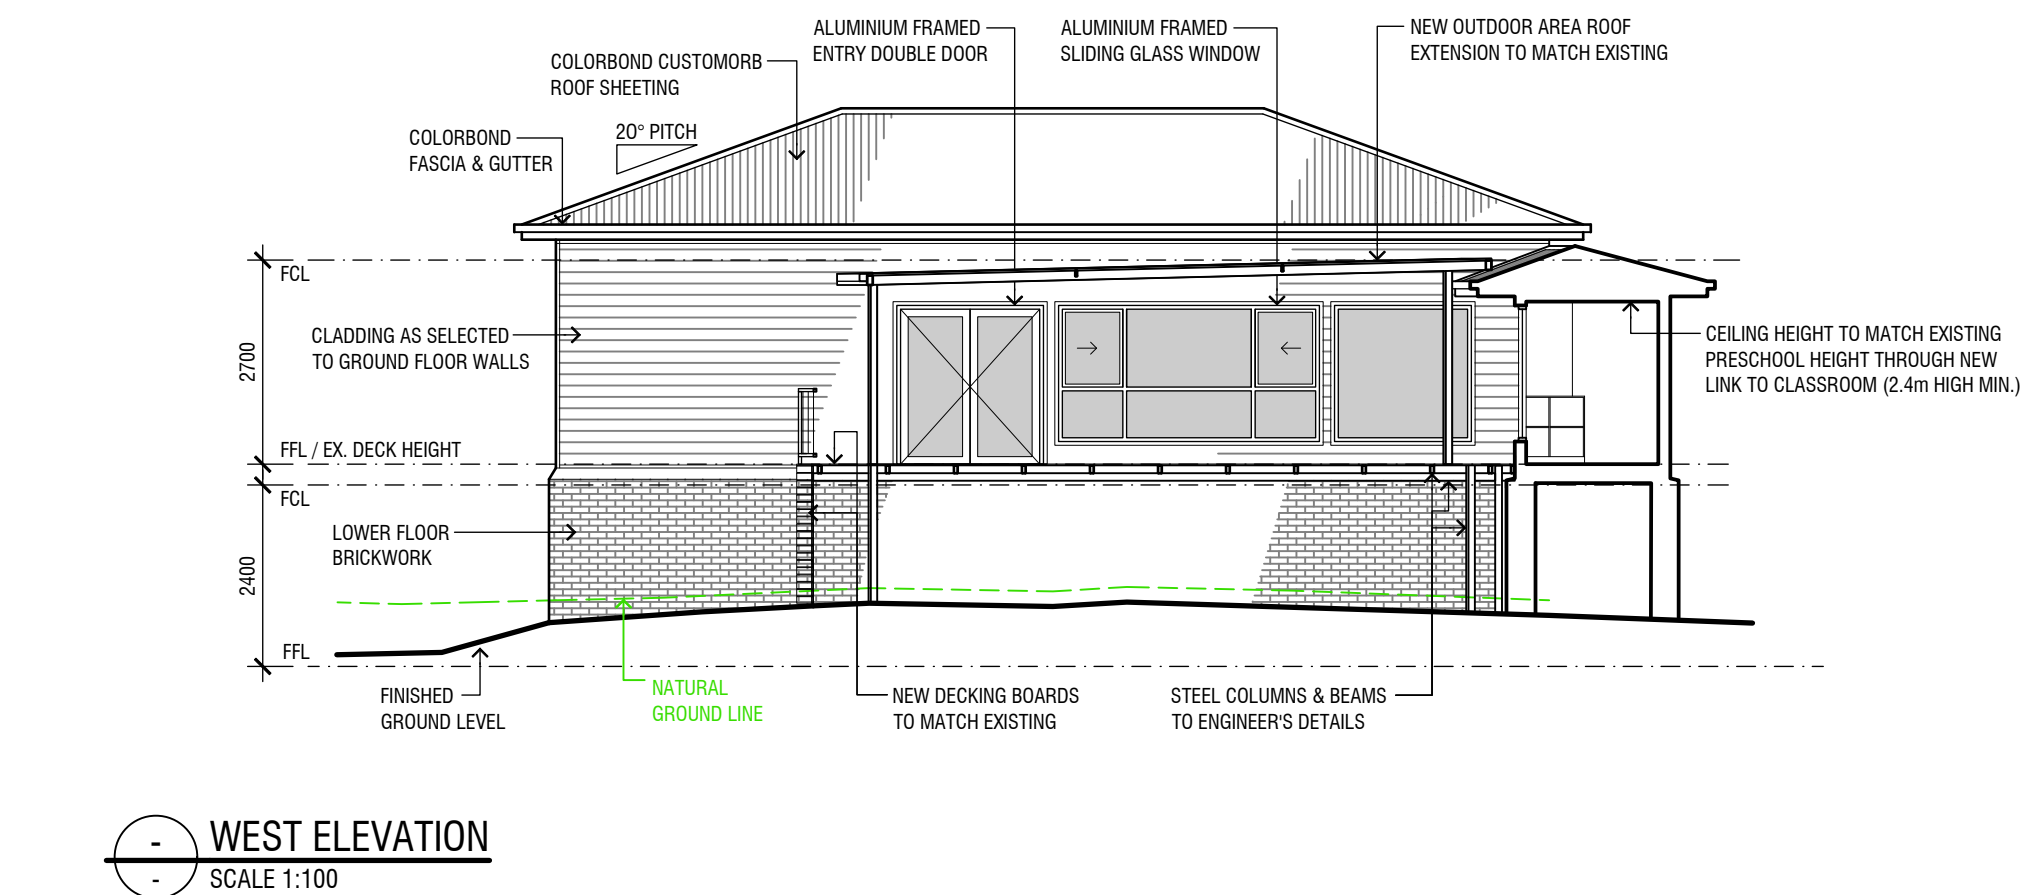 ALUMINIUM FRAMED
ENTRY DOUBLE DOOR
ALUMINIUM FRAMED
SLIDING GLASS WINDOW
NEW OUTDOOR AREA ROOF
EXTENSION TO MATCH EXISTING
COLORBOND CUSTOMORB
ROOF SHEETING
COLORBOND
FASCIA & GUTTER
20° PITCH
FCL
2700
CLADDING AS SELECTED
TO GROUND FLOOR WALLS
CEILING HEIGHT TO MATCH EXISTING
PRESCHOOL HEIGHT THROUGH NEW
LINK TO CLASSROOM (2.4m HIGH MIN.)
FFL / EX. DECK HEIGHT
FCL
LOWER FLOOR
BRICKWORK
2400
FFL
FINISHED
GROUND LEVEL
NATURAL
GROUND LINE
NEW DECKING BOARDS
TO MATCH EXISTING
STEEL COLUMNS & BEAMS
TO ENGINEER'S DETAILS
-
-
WEST ELEVATION
SCALE 1:100